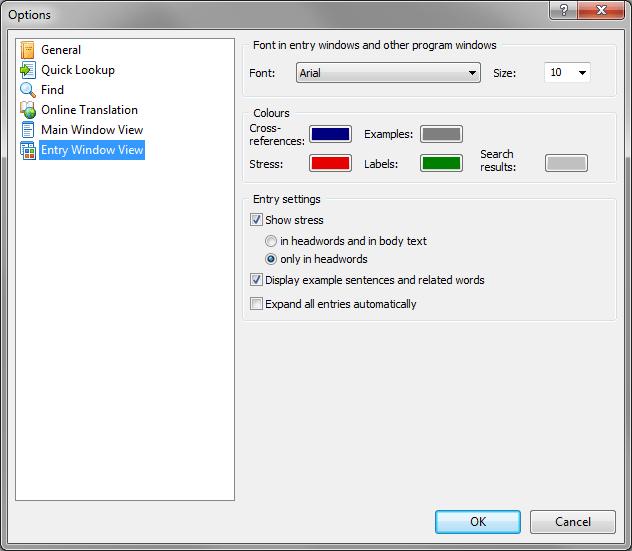 Options
General
Quick Lookup
Find
Online Translation
Main Window View
Entry Window View
Font in entry windows and other program windows
Font: Arial Size: 10
Colours
Cross-
references: Examples:
Stress: Labels: Search
results:
Entry settings
Show stress
in headwords and in body text
only in headwords
Display example sentences and related words
Expand all entries automatically
OK Cancel